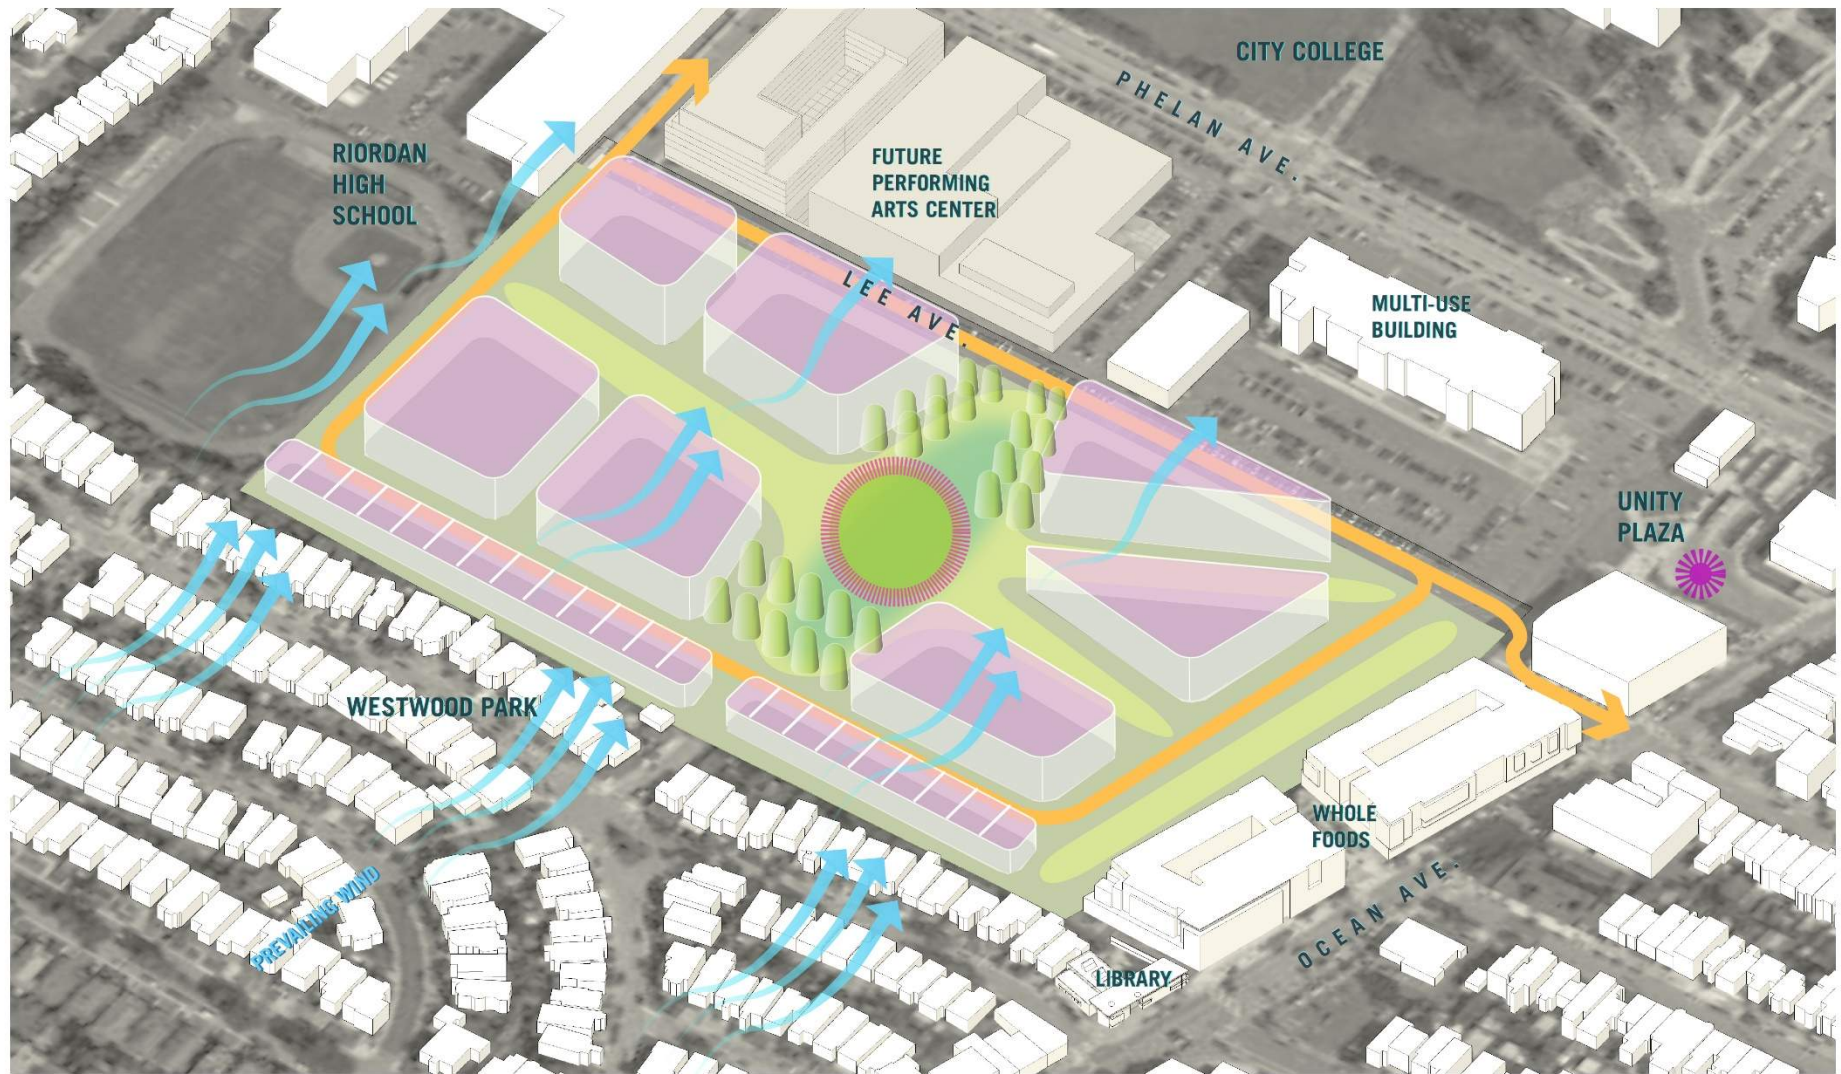 CITY COLLEGE
PHELAN AVE.
RIORDAN
HIGH
SCHOOL
FUTURE
PERFORMING
ARTS CENTER
LEE AVE.
MULTI-USE
BUILDING
UNITY
PLAZA
WESTWOOD PARK
WHOLE
FOODS
PREVAILING WIND
OCEAN AVE.
LIBRARY